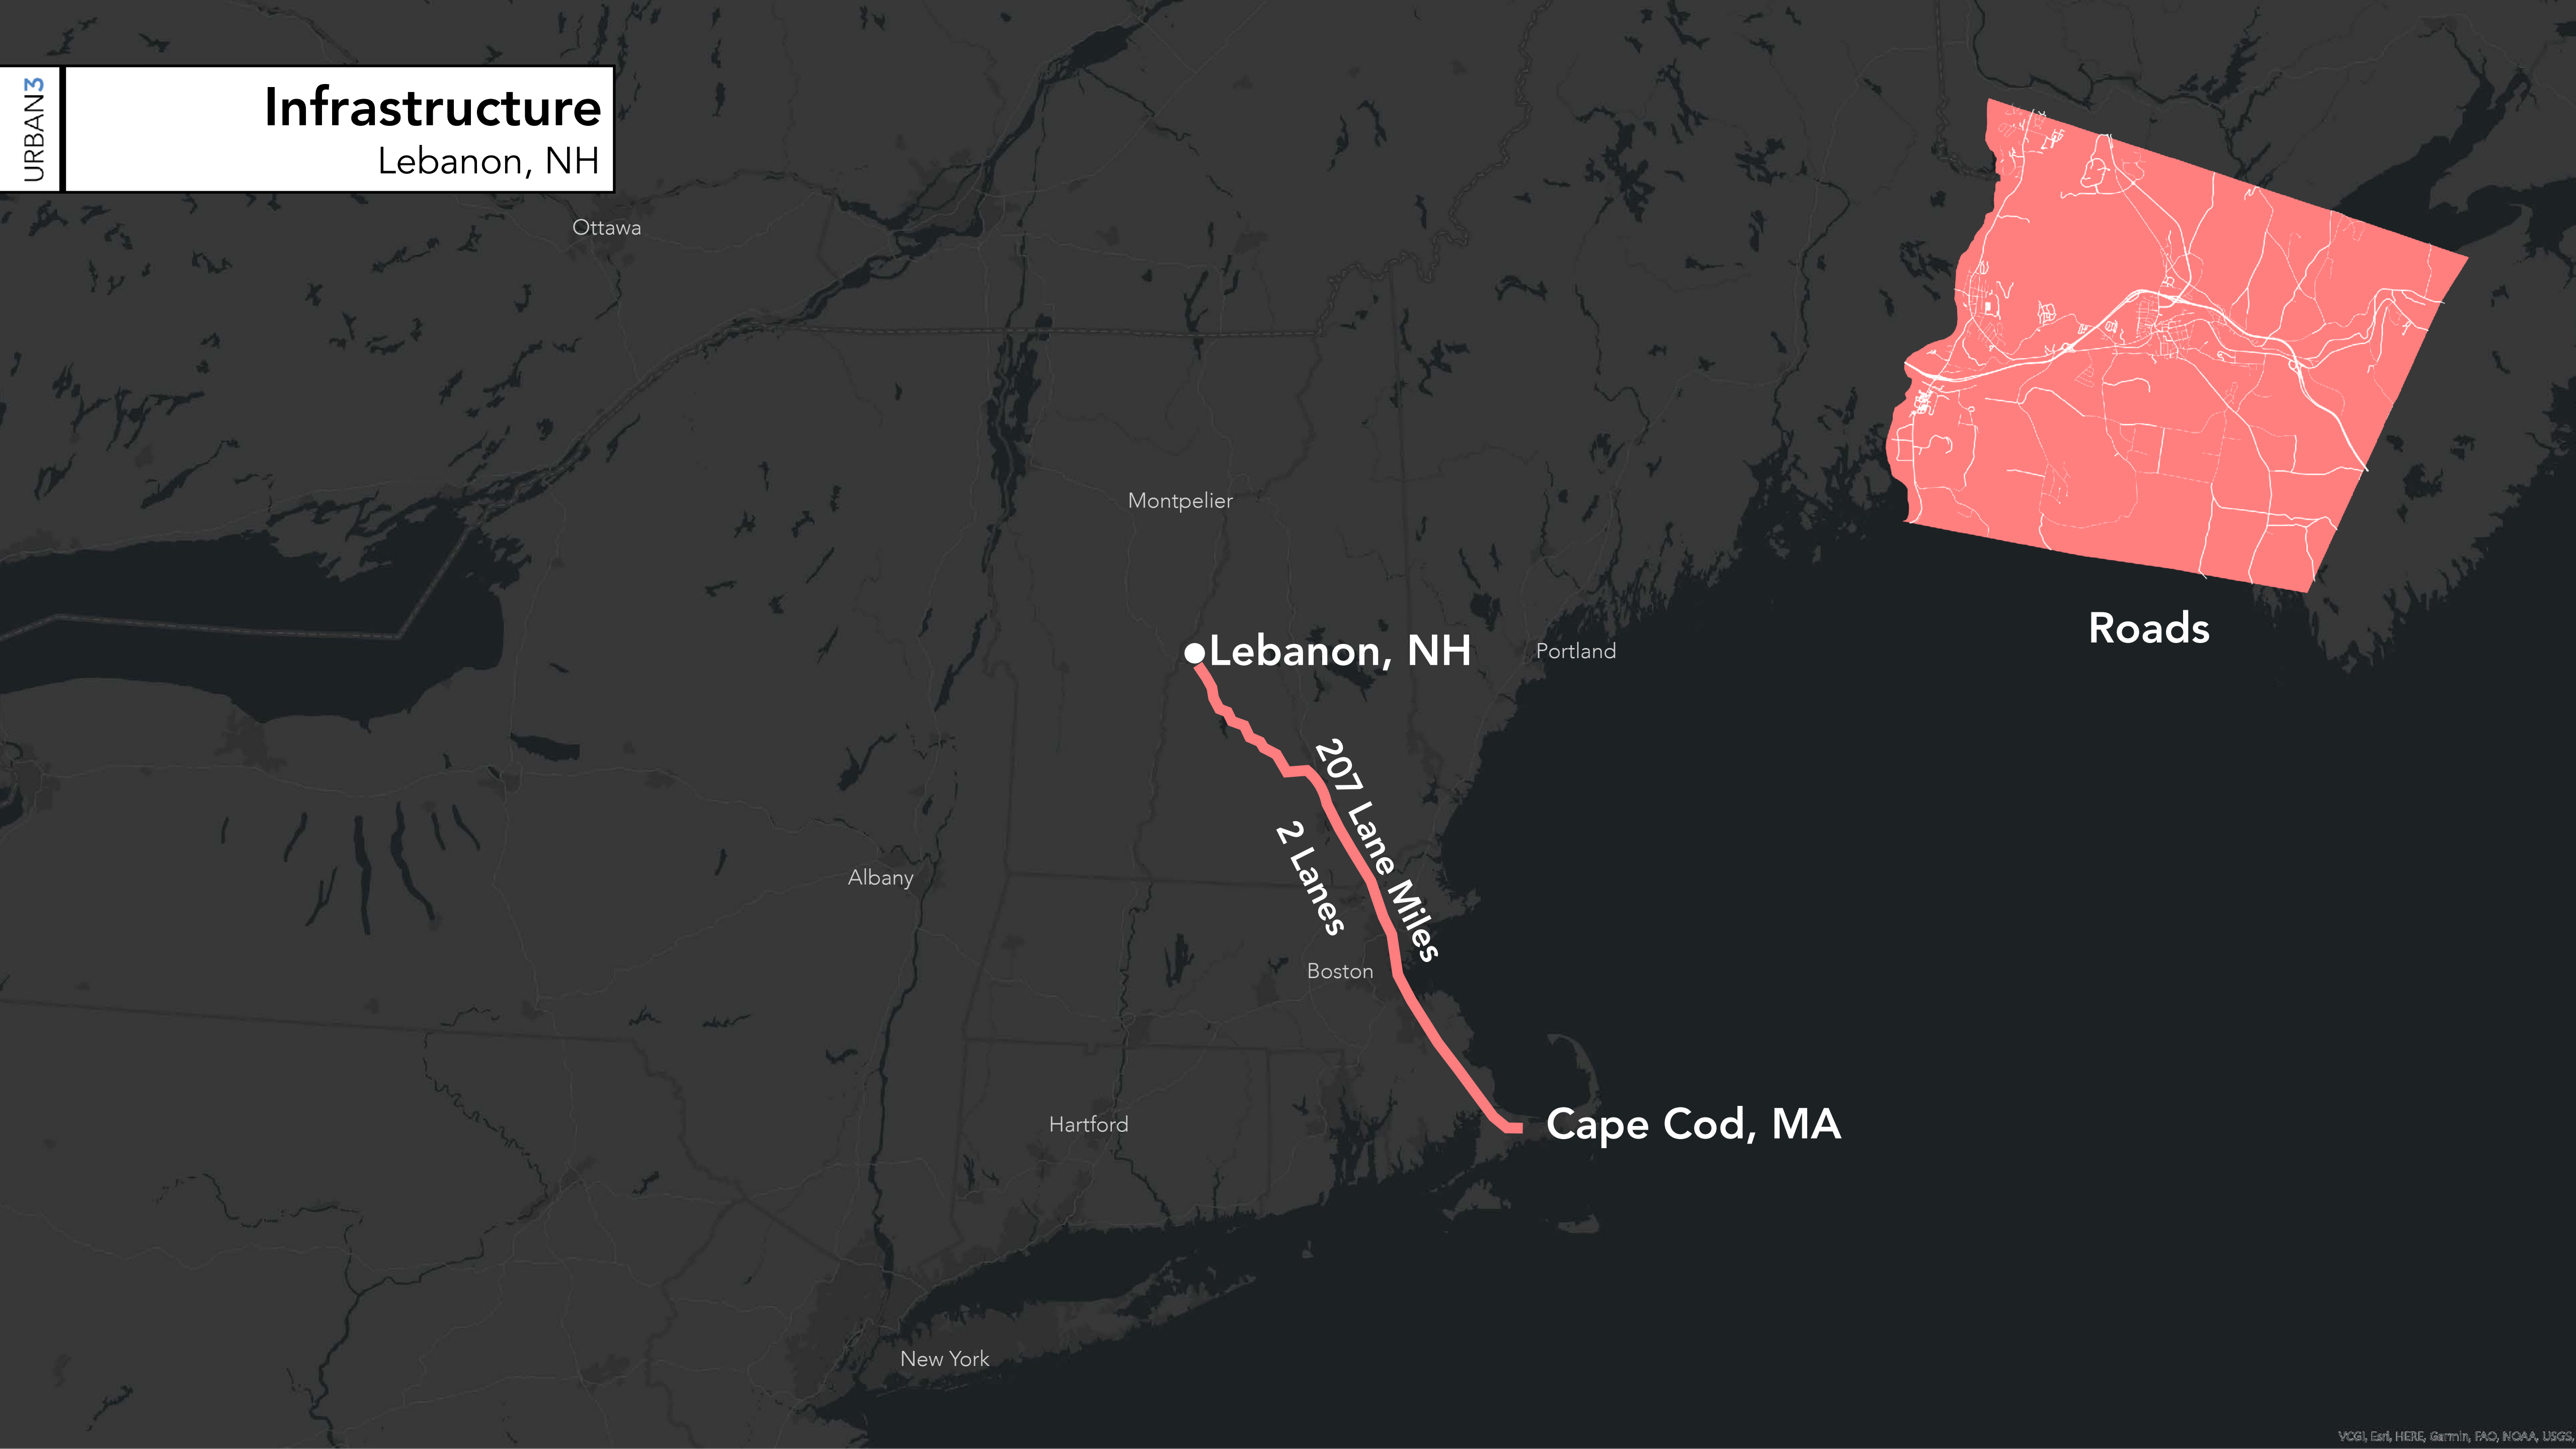 URBAN3
Infrastructure
Lebanon, NH
Ottawa
Montpelier
Lebanon, NH
Portland
Roads
207 Lane Miles
2 Lanes
Albany
Boston
Hartford
Cape Cod, MA
New York
VCGI, Esri, HERE, Garmin, FAO, NOAA, USGS,